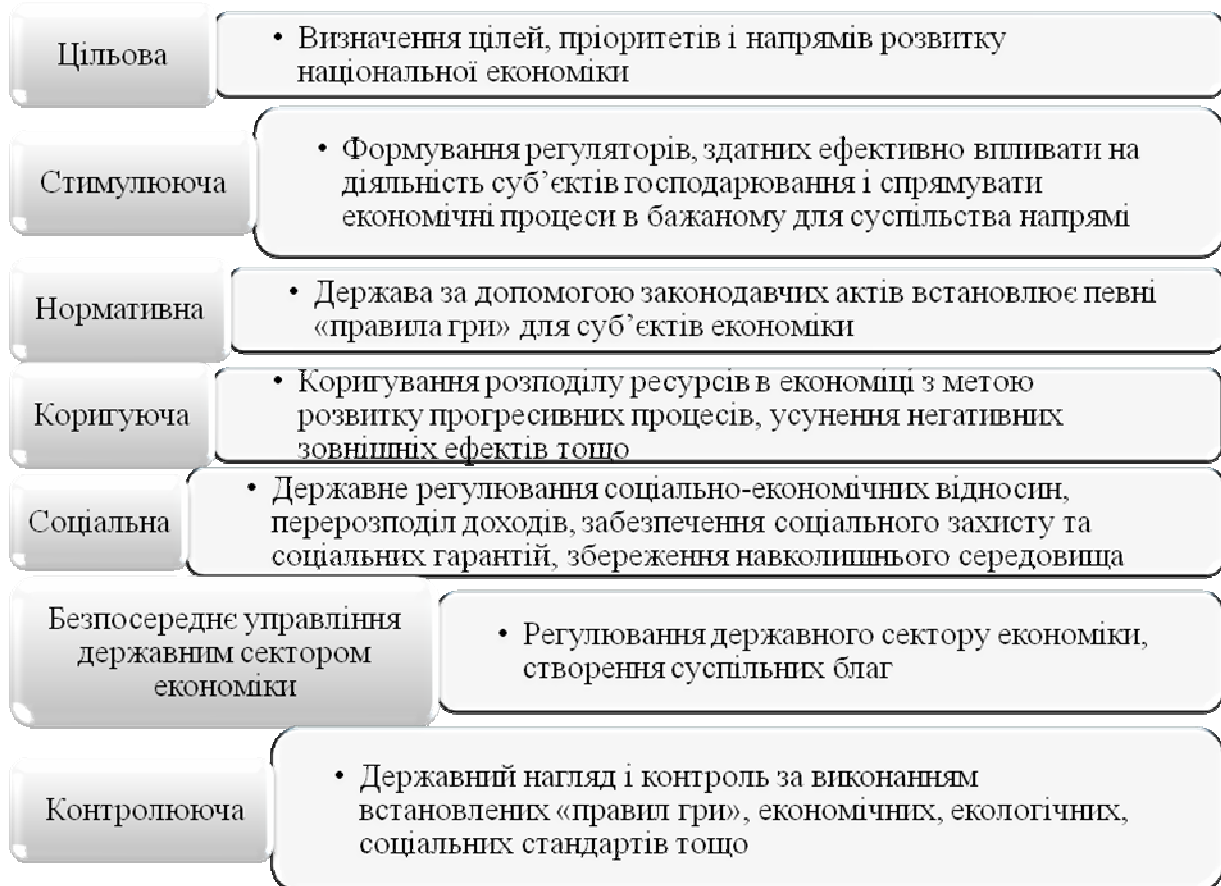 Цільова
• Визначення цілей, пріоритетів і напрямів розвитку
національної економіки
Стимулююча
• Формування регуляторів, здатних ефективно впливати на
діяльність суб’єктів господарювання і спрямувати
економічні процеси в бажаному для суспільства напрямі
Нормативна
• Держава за допомогою законодавчих актів встановлює певні
«правила гри» для суб’єктів економіки
Коригуюча
• Коригування розподілу ресурсів в економіці з метою
розвитку прогресивних процесів, усунення негативних
зовнішніх ефектів тощо
Соціальна
• Державне регулювання соціально-економічних відносин,
перерозподіл доходів, забезпечення соціального захисту та
соціальних гарантій, збереження навколишнього середовища
Безпосереднє управління
державним сектором
економіки
• Регулювання державного сектору економіки,
створення суспільних благ
Контролююча
• Державний нагляд і контроль за виконанням
встановлених «правил гри», економічних, екологічних,
соціальних стандартів тощо